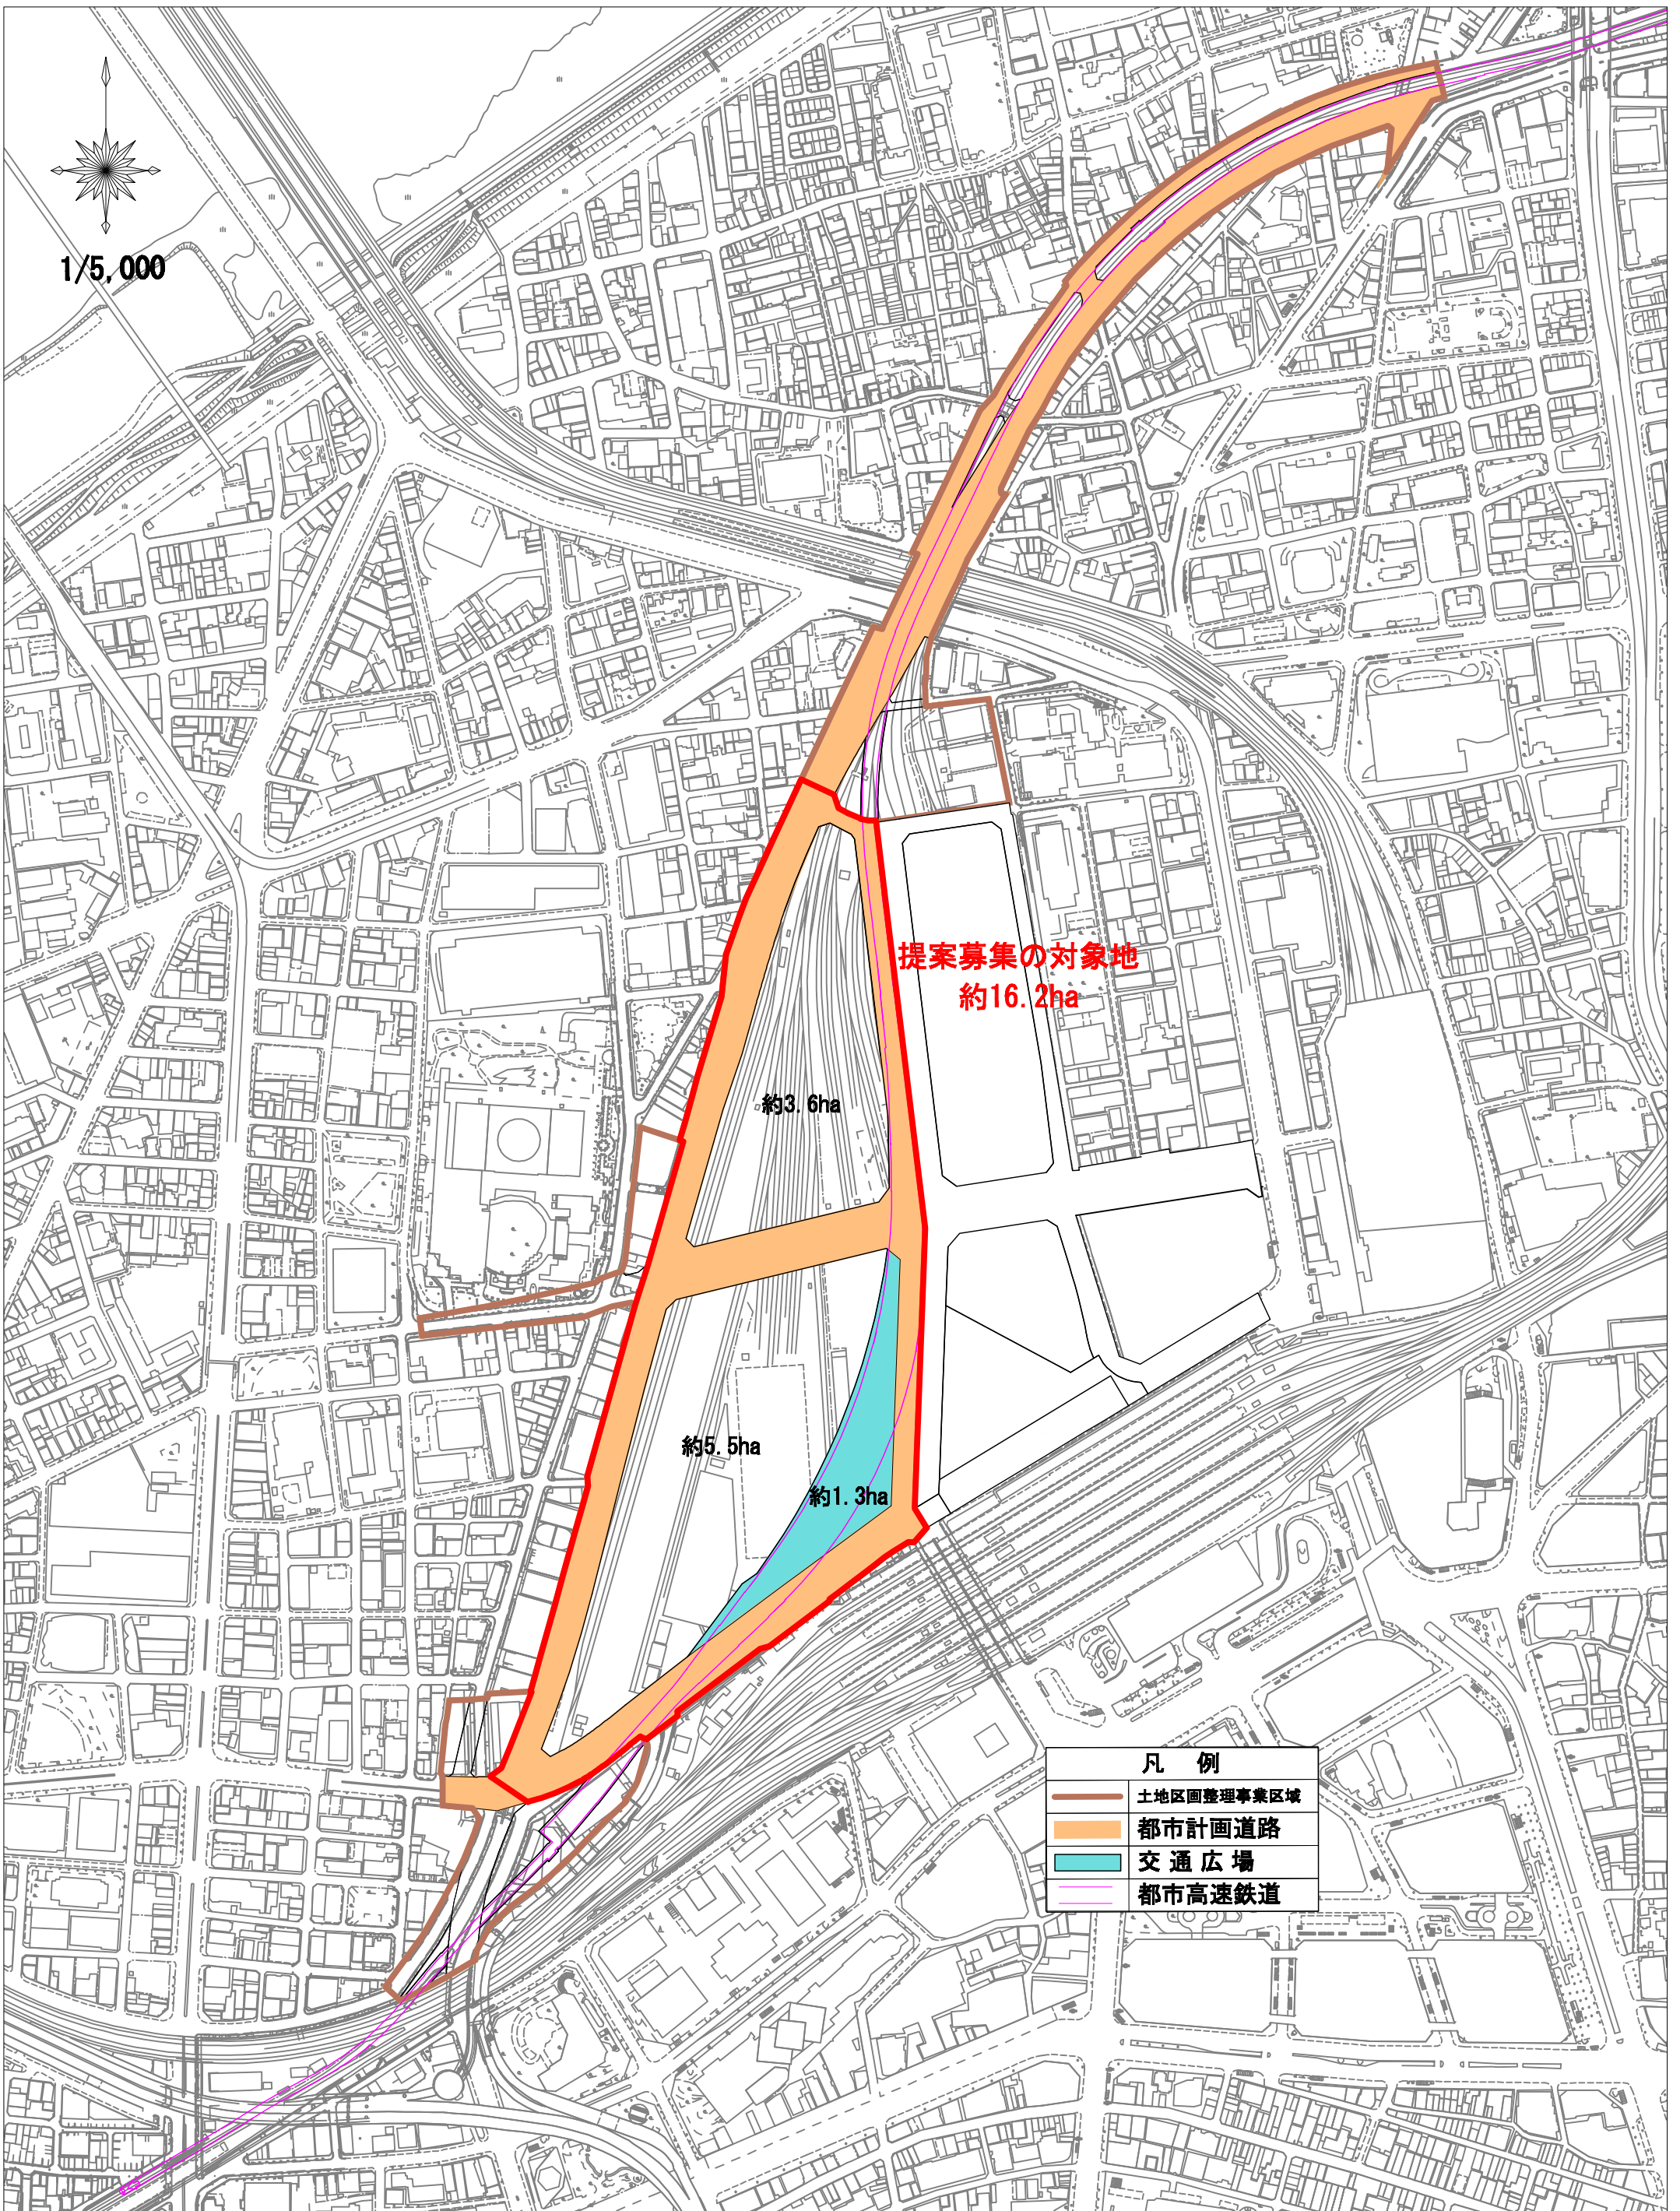 1/5,000
提案募集の対象地
約16.2ha
約3.6ha
約5.5ha
約1.3ha
凡 例
土地区画整理事業区域
都市計画道路
交通広場
都市高速鉄道